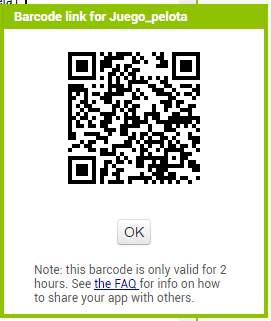 Barcode link for Juego_pelota
OK
Note: this barcode is only valid for 2
hours. See the FAQ for info on how
to share your app with others.